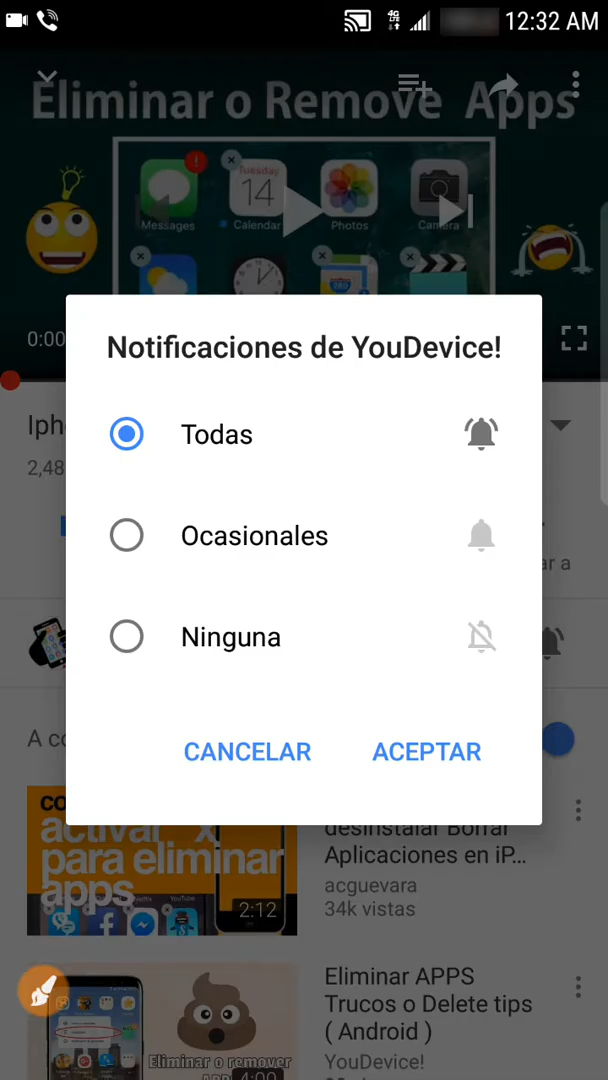 12:32 AM
Eliminar o Remove Apps
Tuesday
14
Messages
Calendar
Photos
Camera
0:00
Notificaciones de YouDevice!
Iph
2,48
Todas
Ocasionales
ar a
Ninguna
A co
CANCELAR
ACEPTAR
activar x
para eliminar
apps
2:12
desinstalar Borrar
Aplicaciones en iP...
acguevara
34k vistas
Eliminar APPS
Trucos o Delete tips
( Android )
YouDevice!
Eliminar o remover
4:00